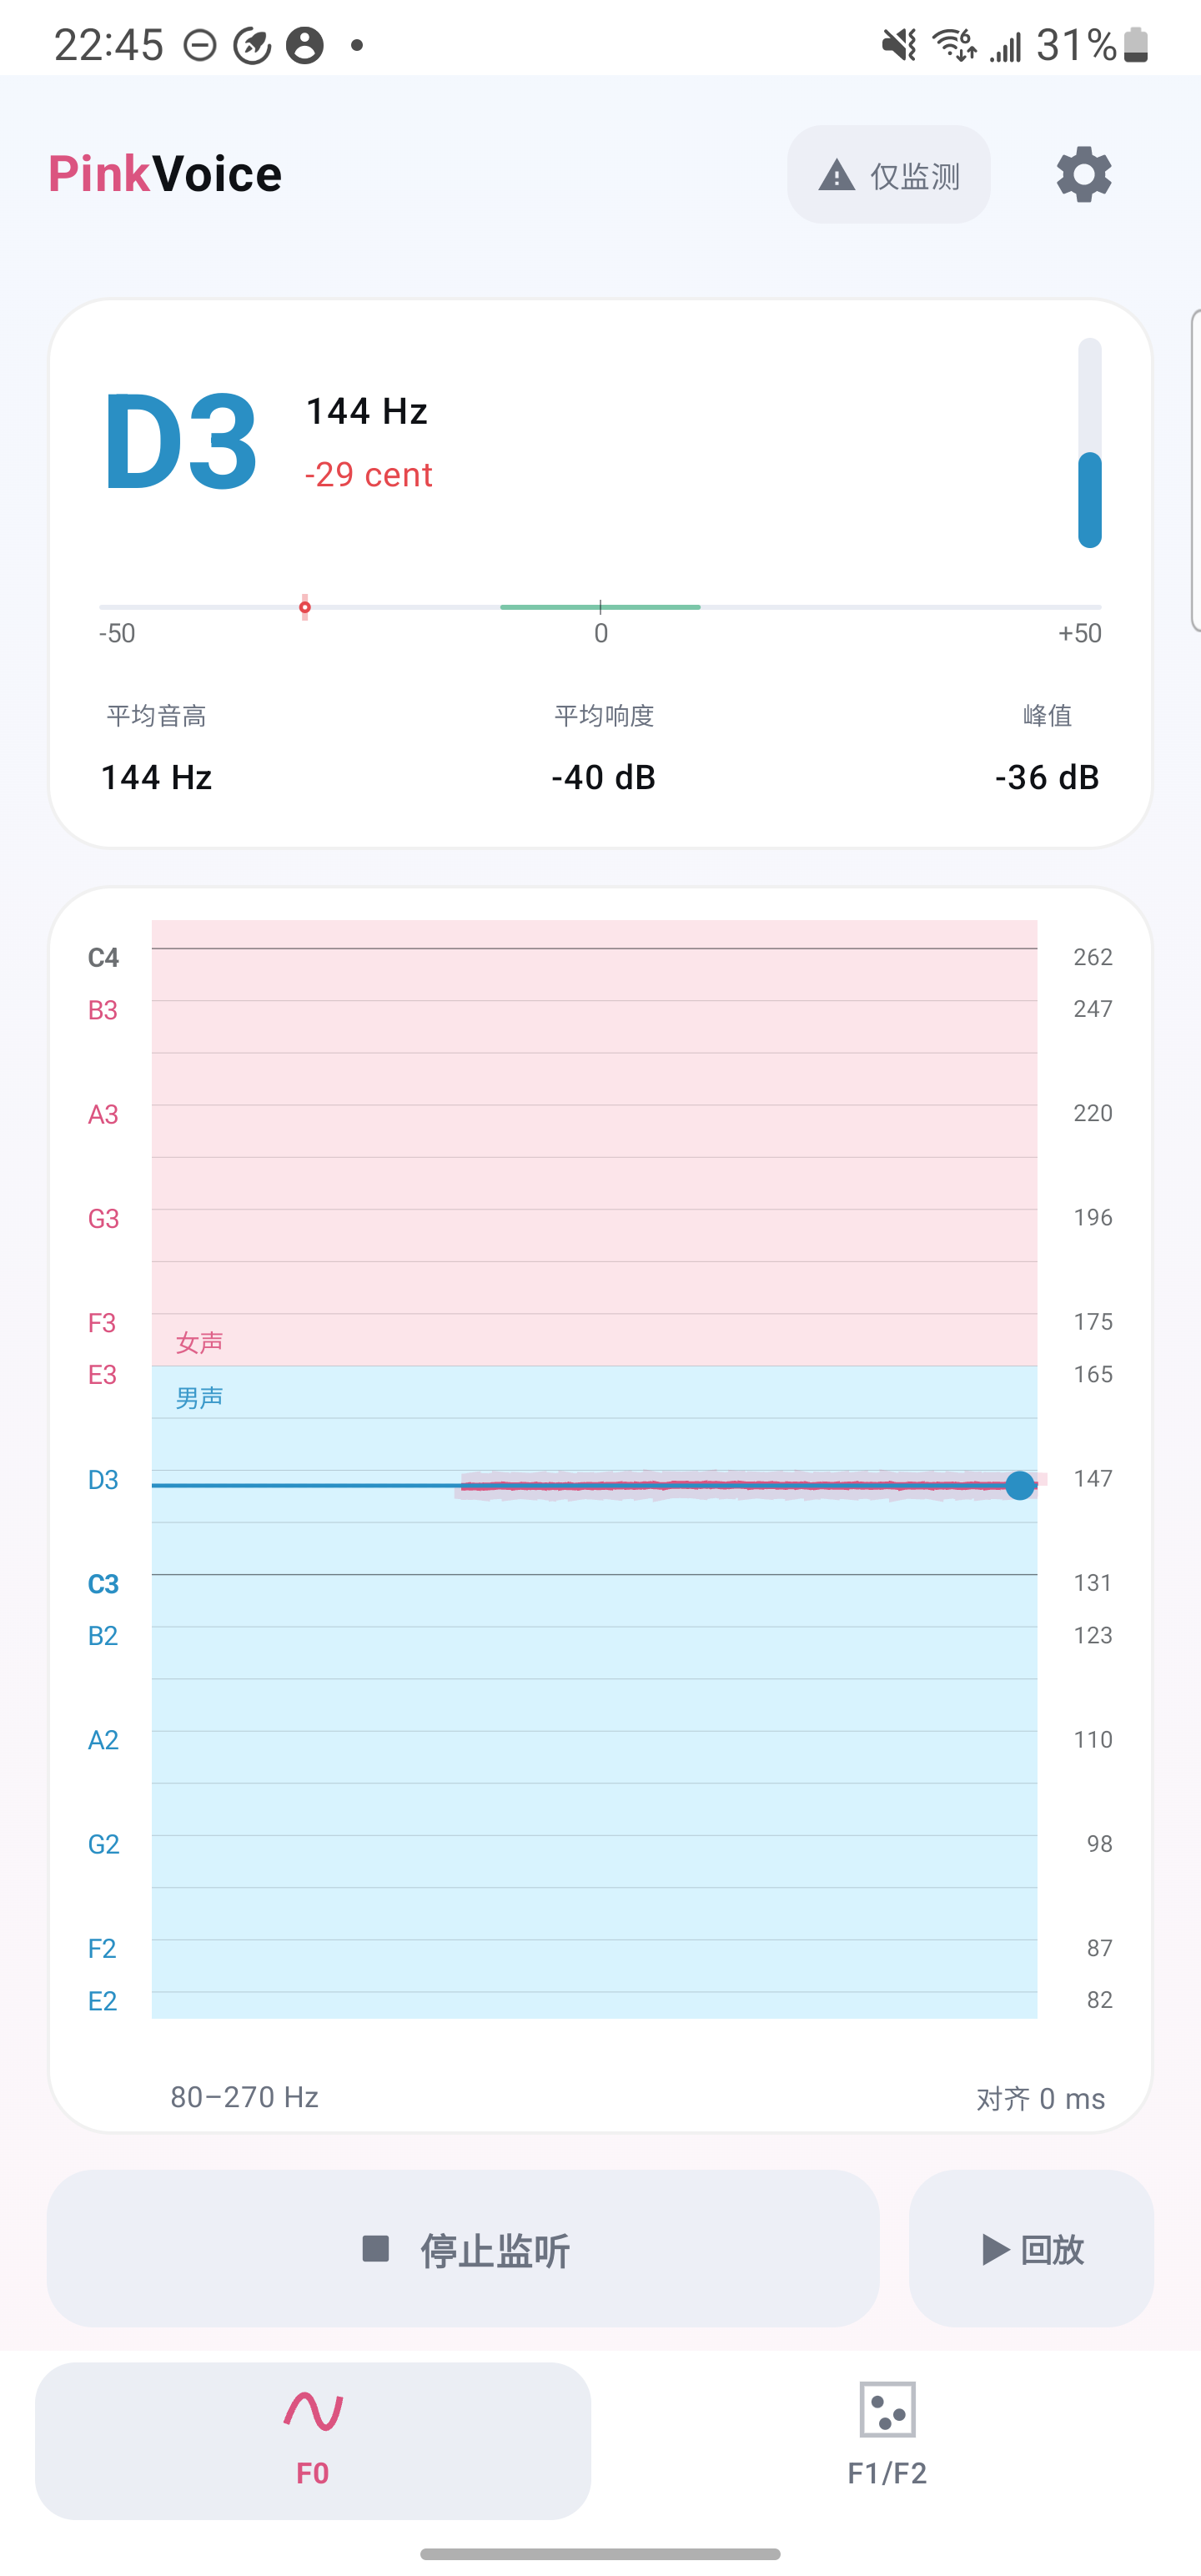 22:45
6
31%
PinkVoice
仅监测
D3
144 Hz
-29 cent
-50
0
+50
平均音高
平均响度
峰值
144 Hz
-40 dB
-36 dB
C4
262
B3
247
A3
220
G3
196
F3
175
女声
E3
165
男声
D3
147
C3
131
B2
123
A2
110
G2
98
F2
87
E2
82
80–270 Hz
对齐 0 ms
停止监听
回放
F0
F1/F2